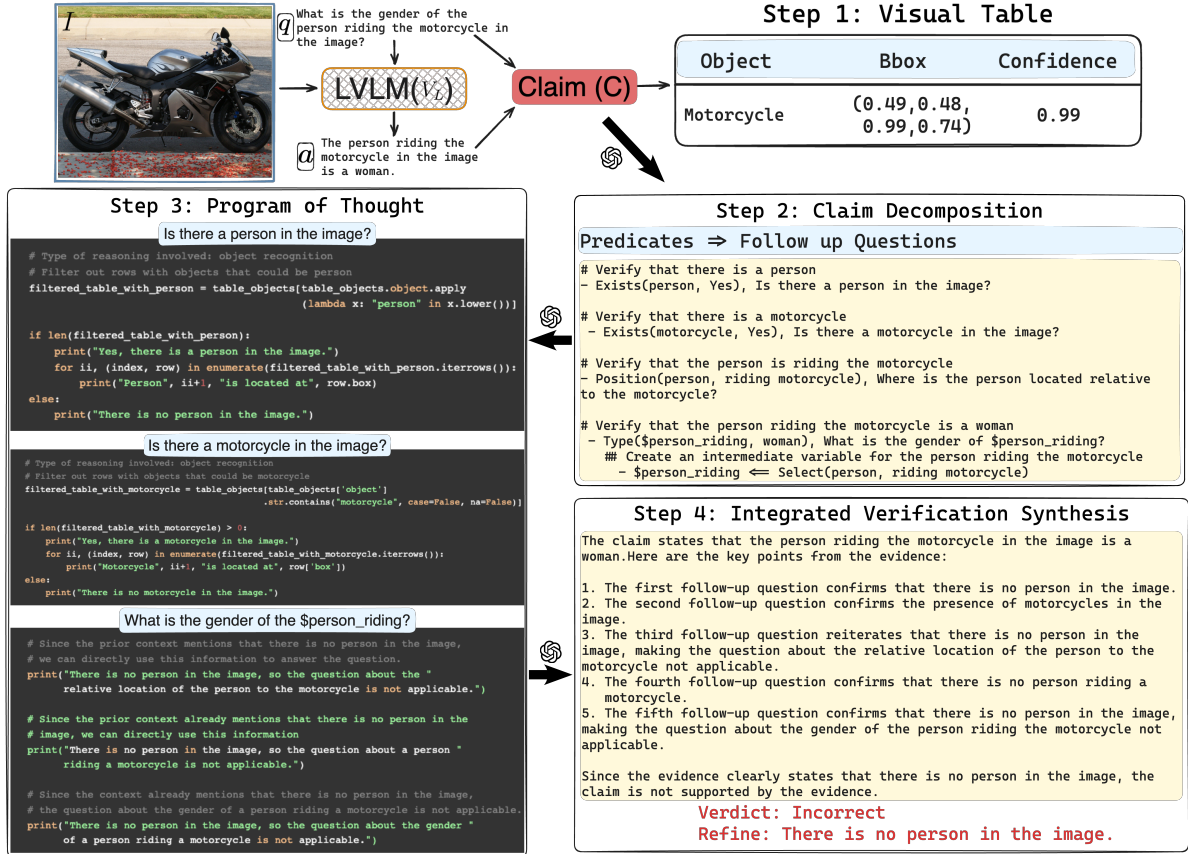 I
q
What is the gender of the
person riding the motorcycle in
the image?
LVLM(V_L)
a
The person riding the
motorcycle in the image
is a woman.
Claim (C)
Step 1: Visual Table
Object Bbox Confidence
Motorcycle (0.49,0.48,
0.99,0.74) 0.99
Step 2: Claim Decomposition
Predicates ⇒ Follow up Questions
# Verify that there is a person
- Exists(person, Yes), Is there a person in the image?
# Verify that there is a motorcycle
- Exists(motorcycle, Yes), Is there a motorcycle in the image?
# Verify that the person is riding the motorcycle
- Position(person, riding motorcycle), Where is the person located relative
to the motorcycle?
# Verify that the person riding the motorcycle is a woman
- Type($person_riding, woman), What is the gender of $person_riding?
## Create an intermediate variable for the person riding the motorcycle
- $person_riding ⟸ Select(person, riding motorcycle)
Step 3: Program of Thought
Is there a person in the image?
# Type of reasoning involved: object recognition
# Filter out rows with objects that could be person
filtered_table_with_person = table_objects[table_objects.object.apply
(lambda x: "person" in x.lower())]
if len(filtered_table_with_person):
print("Yes, there is a person in the image.")
for ii, (index, row) in enumerate(filtered_table_with_person.iterrows()):
print("Person", ii+1, "is located at", row.box)
else:
print("There is no person in the image.")
Is there a motorcycle in the image?
# Type of reasoning involved: object recognition
# Filter out rows with objects that could be motorcycle
filtered_table_with_motorcycle = table_objects[table_objects['object']
.str.contains("motorcycle", case=False, na=False)]
if len(filtered_table_with_motorcycle) > 0:
print("Yes, there is a motorcycle in the image.")
for ii, (index, row) in enumerate(filtered_table_with_motorcycle.iterrows()):
print("Motorcycle", ii+1, "is located at", row['box'])
else:
print("There is no motorcycle in the image.")
What is the gender of the $person_riding?
# Since the prior context mentions that there is no person in the image,
# we can directly use this information to answer the question.
print("There is no person in the image, so the question about the "
relative location of the person to the motorcycle is not applicable.")
# Since the prior context already mentions that there is no person in the
# image, we can directly use this information
print("There is no person in the image, so the question about a person "
riding a motorcycle is not applicable.")
# Since the context already mentions that there is no person in the image,
# the question about the gender of a person riding a motorcycle is not applicable.
print("There is no person in the image, so the question about the gender "
of a person riding a motorcycle is not applicable.")
Step 4: Integrated Verification Synthesis
The claim states that the person riding the motorcycle in the image is a
woman.Here are the key points from the evidence:
1. The first follow-up question confirms that there is no person in the image.
2. The second follow-up question confirms the presence of motorcycles in the
image.
3. The third follow-up question reiterates that there is no person in the
image, making the question about the relative location of the person to the
motorcycle not applicable.
4. The fourth follow-up question confirms that there is no person riding a
motorcycle.
5. The fifth follow-up question confirms that there is no person in the image,
making the question about the gender of the person riding the motorcycle not
applicable.
Since the evidence clearly states that there is no person in the image, the
claim is not supported by the evidence.
Verdict: Incorrect
Refine: There is no person in the image.